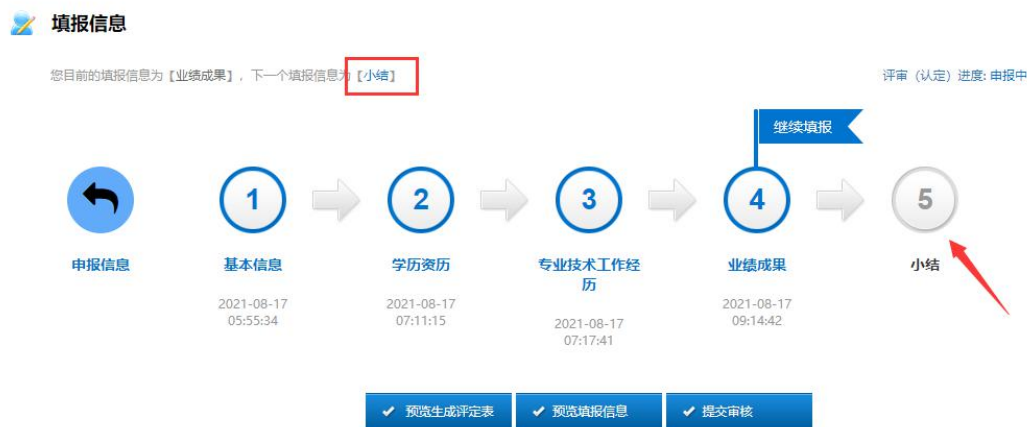 填报信息
您目前的填报信息为【业绩成果】，下一个填报信息为【小结】
评审（认定）进度: 申报中
继续填报
1 2 3 4 5
申报信息 基本信息 学历资历 专业技术工作经 业绩成果 小结
历
2021-08-17 2021-08-17 2021-08-17
05:55:34 07:11:15 09:14:42
2021-08-17
07:17:41
预览生成评定表 预览填报信息 提交审核